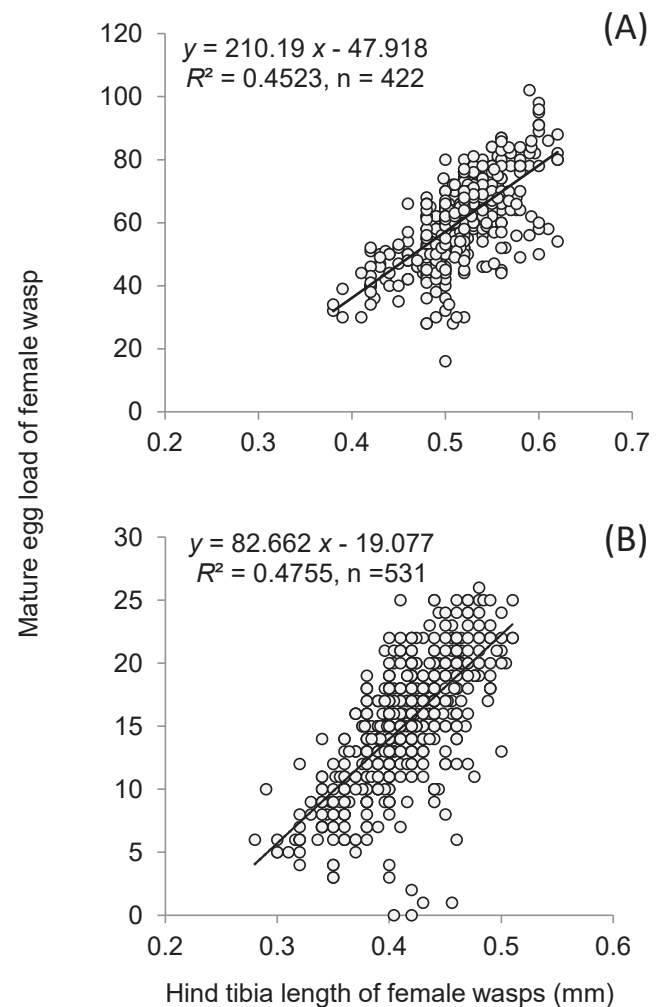 (A)
y = 210.19 x - 47.918
R² = 0.4523, n = 422
120
100
80
60
40
20
0
0.2 0.3 0.4 0.5 0.6 0.7
Mature egg load of female wasp
(B)
y = 82.662 x - 19.077
R² = 0.4755, n =531
30
25
20
15
10
5
0
0.2 0.3 0.4 0.5 0.6
Hind tibia length of female wasps (mm)